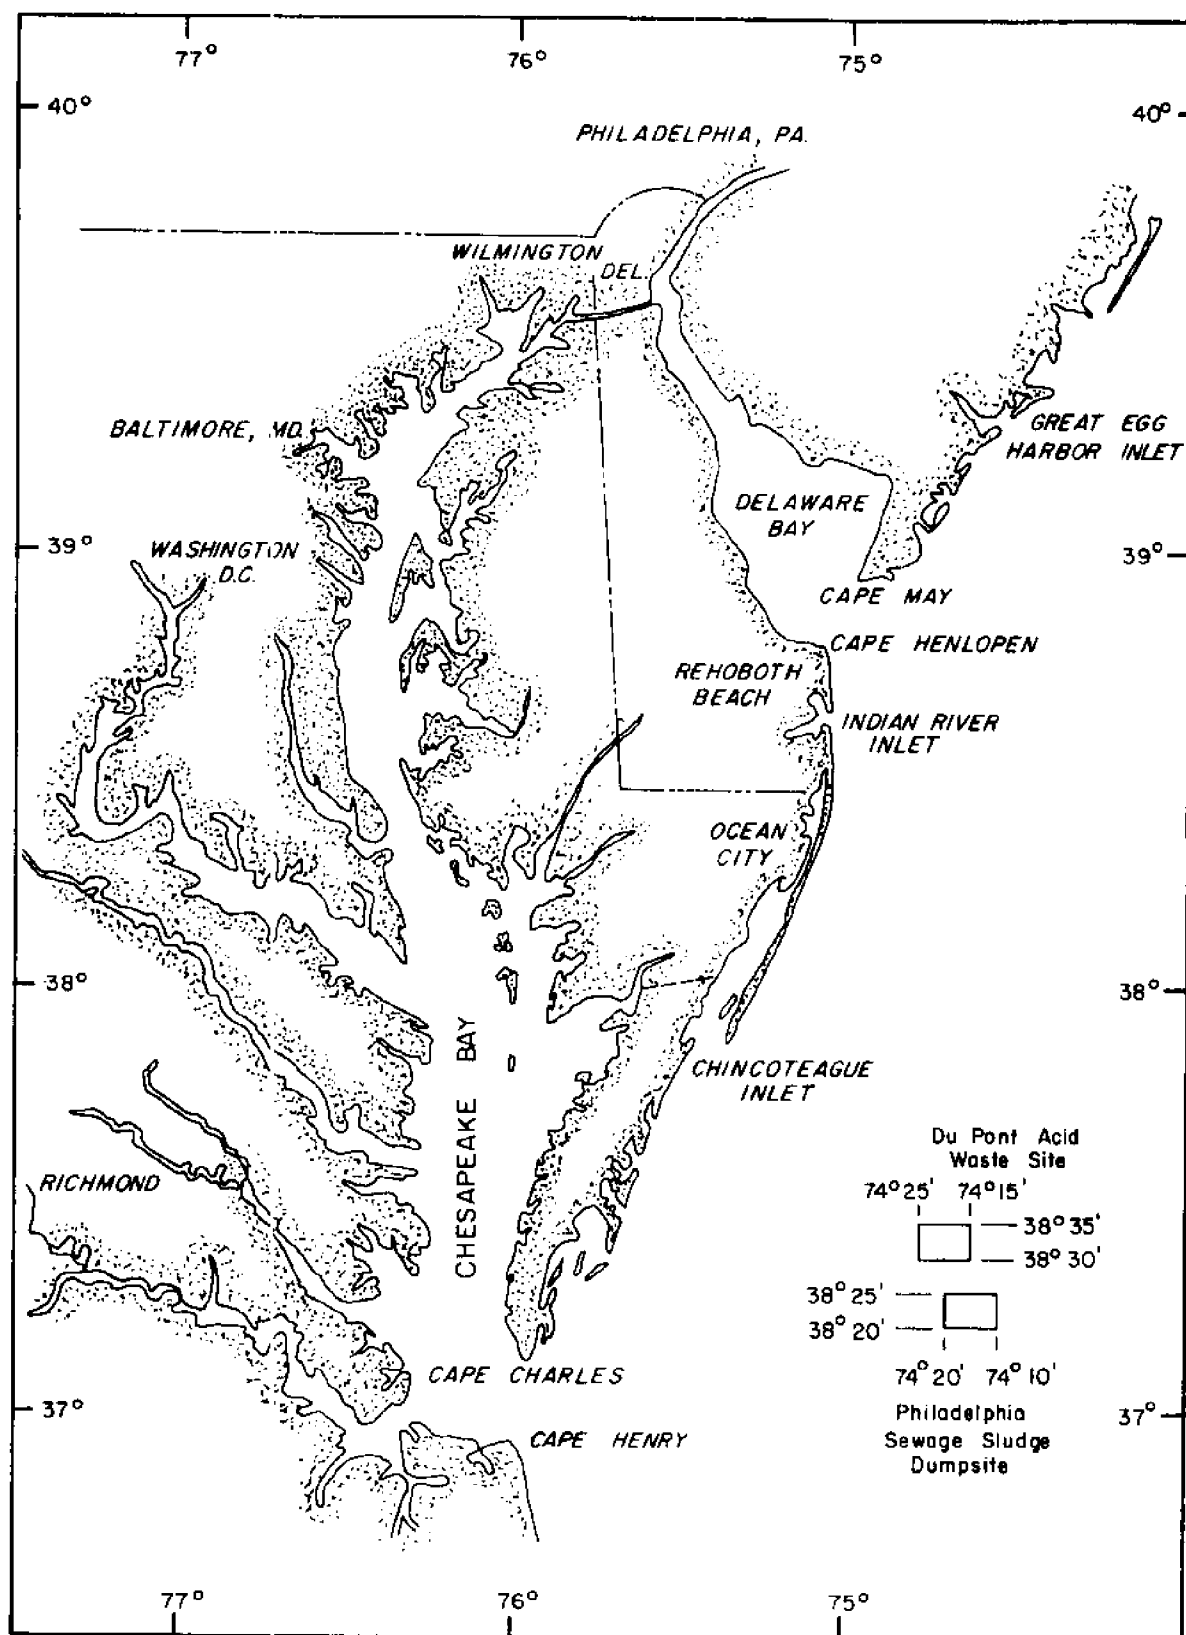 77°
76°
75°
40°
40°
PHILADELPHIA, PA.
WILMINGTON
DEL.
BALTIMORE, MD.
GREAT EGG
HARBOR INLET
DELAWARE
BAY
39°
39°
WASHINGTON
D.C.
CAPE MAY
CAPE HENLOPEN
REHOBOTH
BEACH
INDIAN RIVER
INLET
OCEAN
CITY
38°
38°
CHESAPEAKE BAY
CHINCOTEAGUE
INLET
Du Pont Acid
Waste Site
74° 25' 74° 15'
38° 35'
38° 30'
RICHMOND
38° 25'
38° 20'
74° 20' 74° 10'
Philadelphia
Sewage Sludge
Dumpsite
CAPE CHARLES
37°
37°
CAPE HENRY
77°
76°
75°